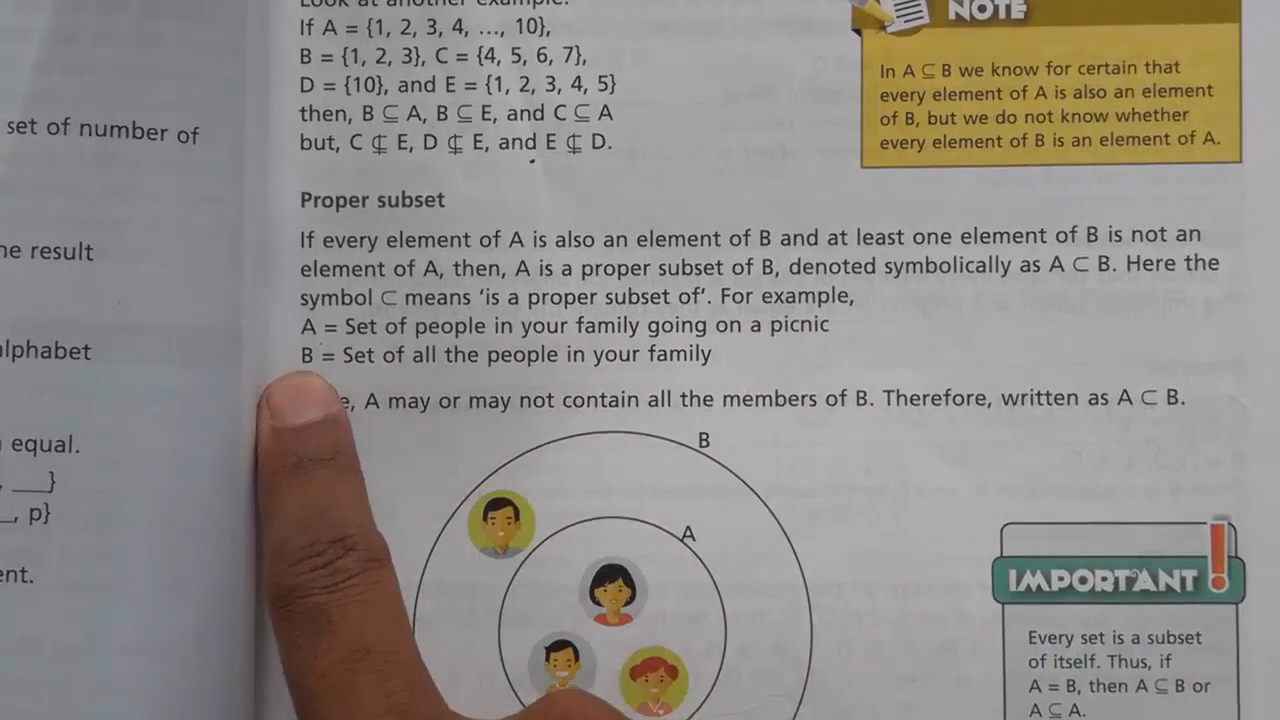 set of number of
he result
alphabet
equal.
, ___}
_, p}
ent.
Look at another example.
If A = {1, 2, 3, 4, ..., 10},
B = {1, 2, 3}, C = {4, 5, 6, 7},
D = {10}, and E = {1, 2, 3, 4, 5}
then, B ⊆ A, B ⊆ E, and C ⊆ A
but, C ⊈ E, D ⊈ E, and E ⊈ D.
NOTE
In A ⊆ B we know for certain that
every element of A is also an element
of B, but we do not know whether
every element of B is an element of A.
Proper subset
If every element of A is also an element of B and at least one element of B is not an
element of A, then, A is a proper subset of B, denoted symbolically as A ⊂ B. Here the
symbol ⊂ means ‘is a proper subset of’. For example,
A = Set of people in your family going on a picnic
B = Set of all the people in your family
e, A may or may not contain all the members of B. Therefore, written as A ⊂ B.
B
A
IMPORTANT
Every set is a subset
of itself. Thus, if
A = B, then A ⊆ B or
A ⊆ A.